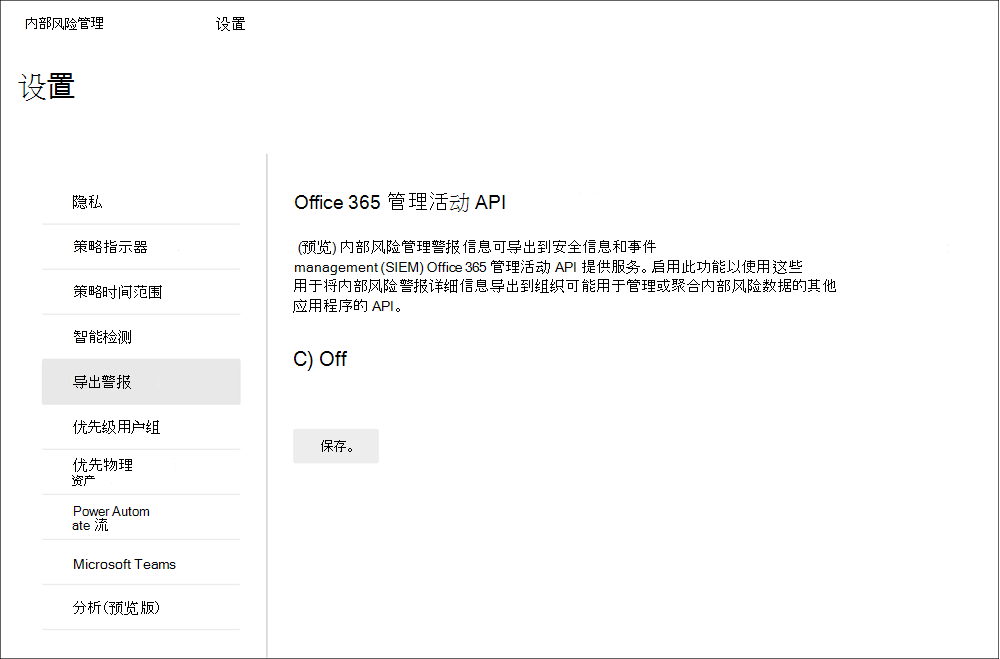 内部风险管理 设置
设置
隐私
策略指示器
策略时间范围
智能检测
导出警报
优先级用户组
优先物理
资产
Power Autom
ate 流
Microsoft Teams
分析(预览版)
Office 365 管理活动 API
(预览) 内部风险管理警报信息可导出到安全信息和事件
management (SIEM) Office 365 管理活动 API 提供服务。启用此功能以使用这些
用于将内部风险警报详细信息导出到组织可能用于管理或聚合内部风险数据的其他
应用程序的 API。
C) Off
保存。